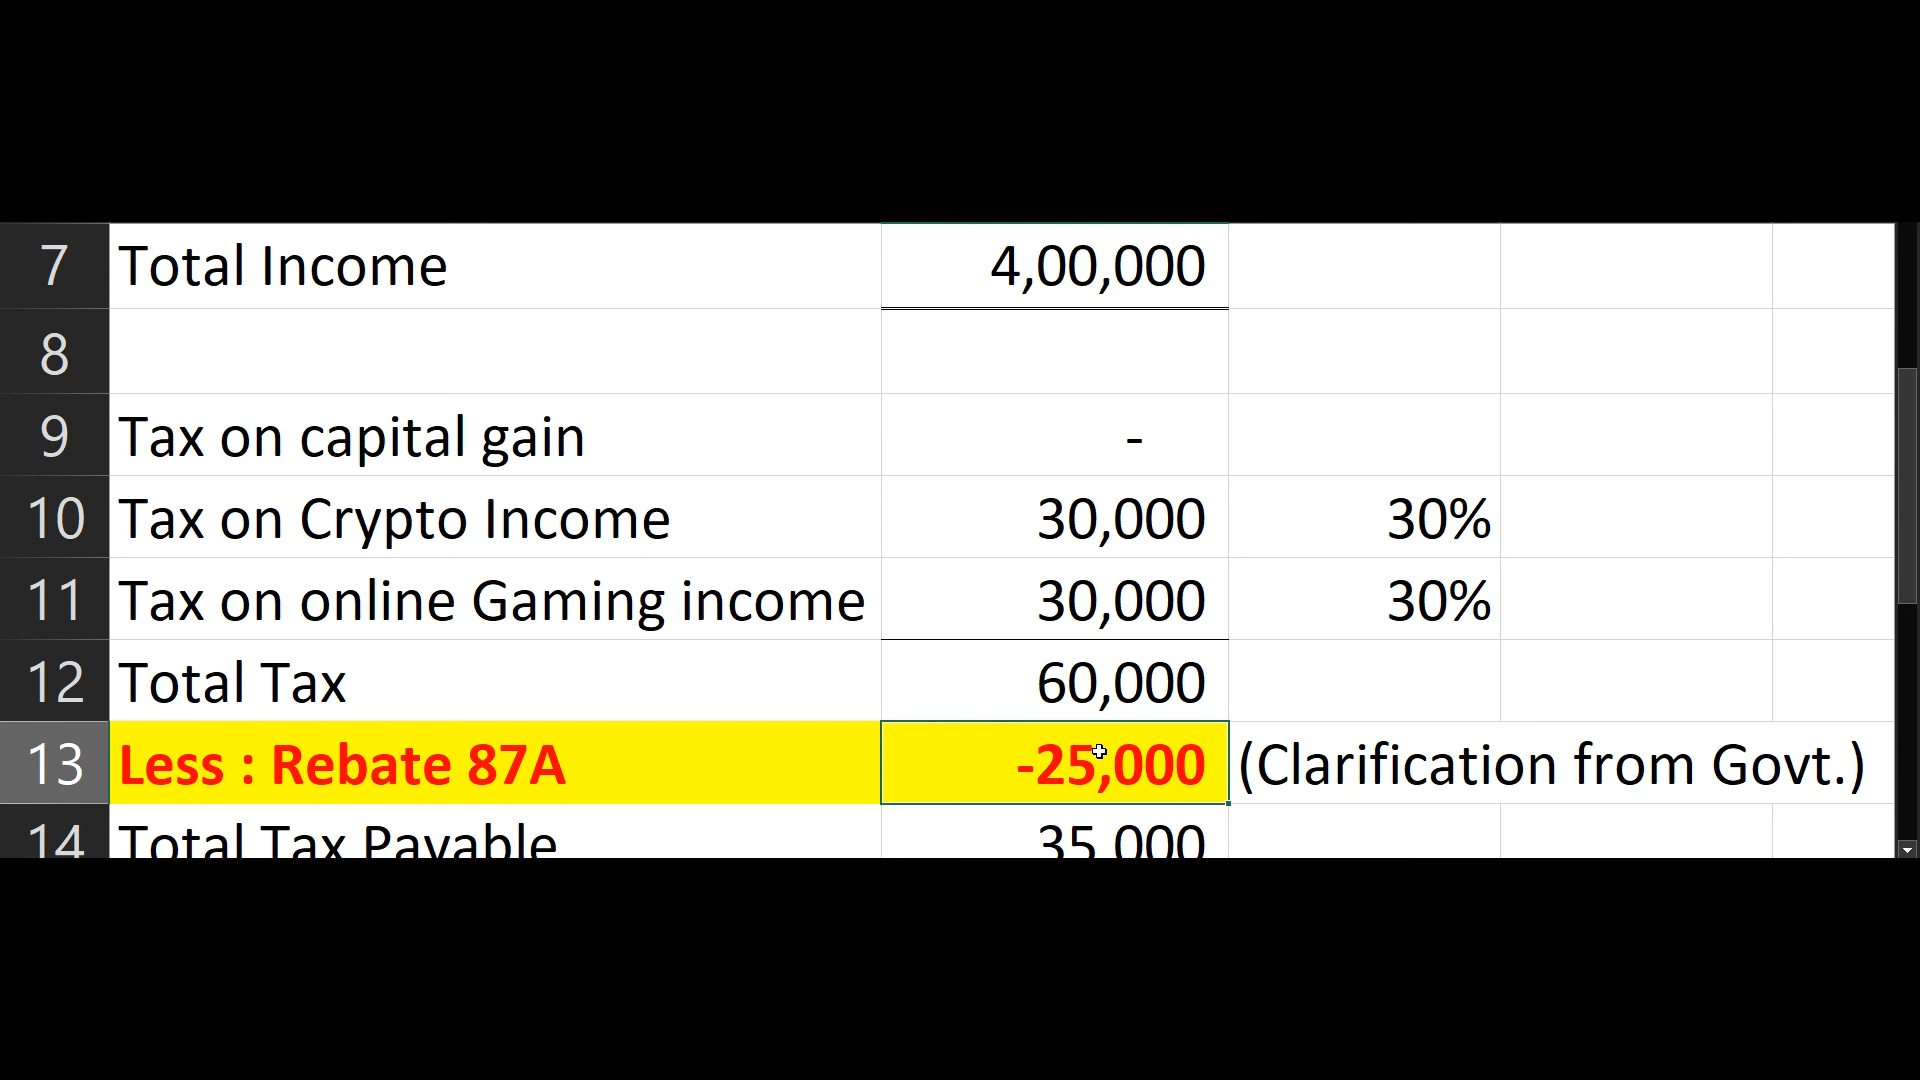 7 Total Income 4,00,000
8
9 Tax on capital gain -
10 Tax on Crypto Income 30,000 30%
11 Tax on online Gaming income 30,000 30%
12 Total Tax 60,000
13 Less : Rebate 87A -25,000 (Clarification from Govt.)
14 Total Tax Payable 35,000